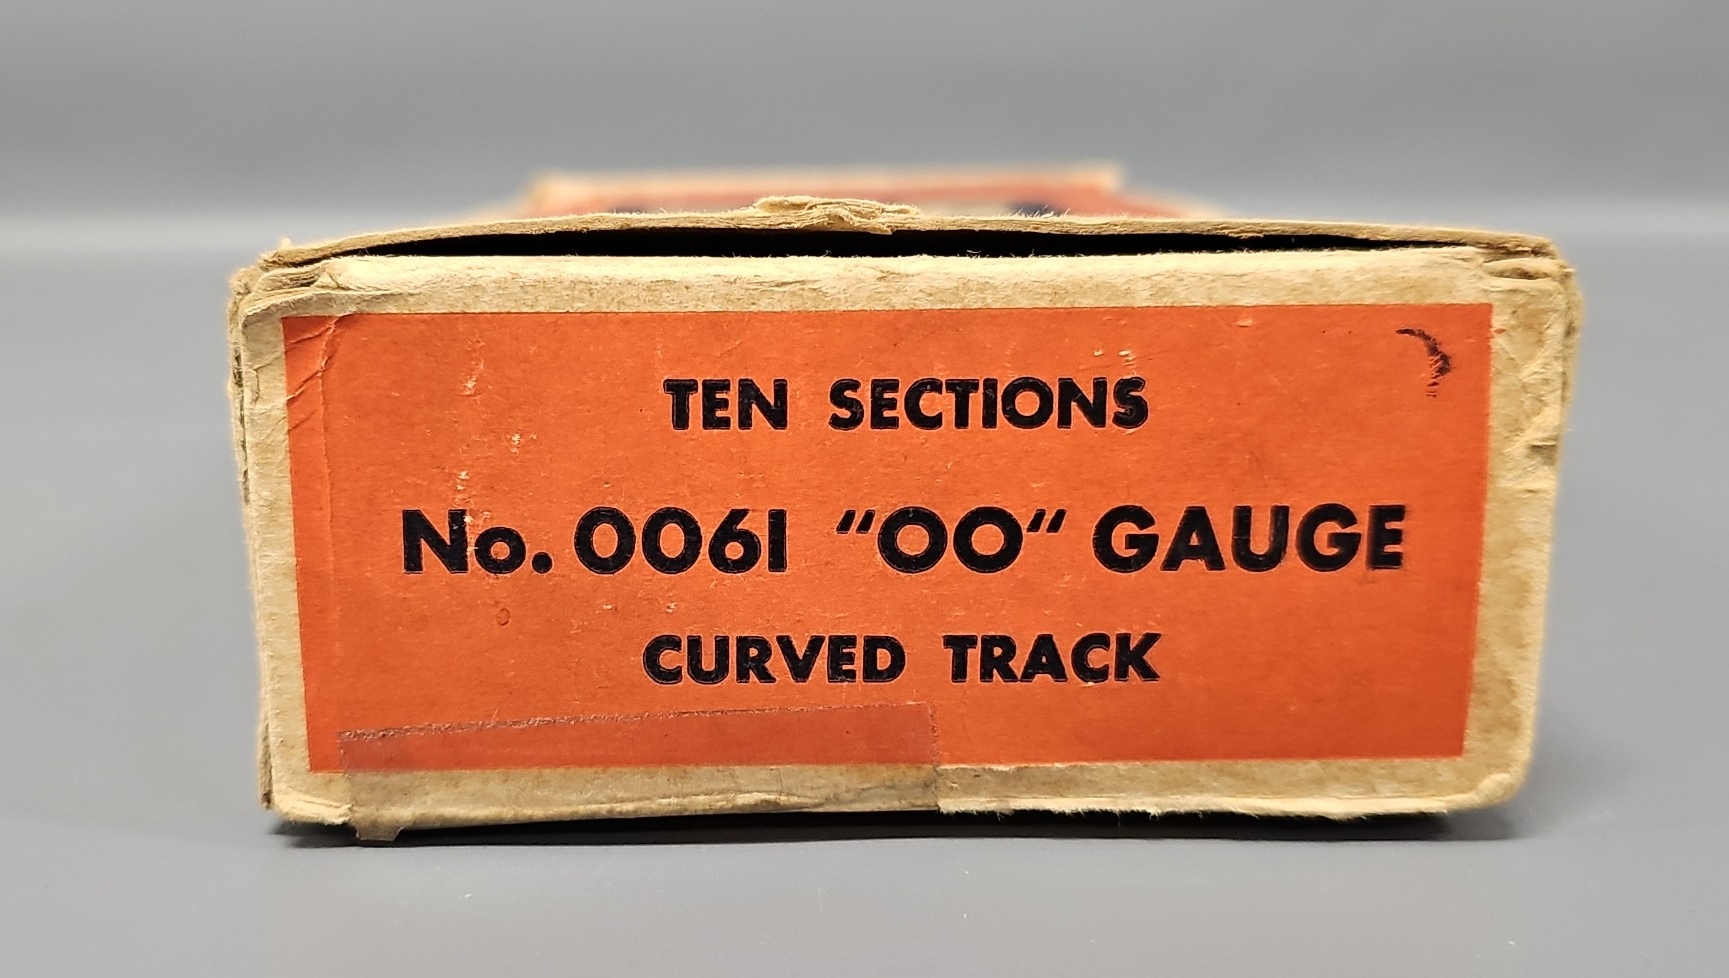 TEN SECTIONS
No. 0061 "OO" GAUGE
CURVED TRACK